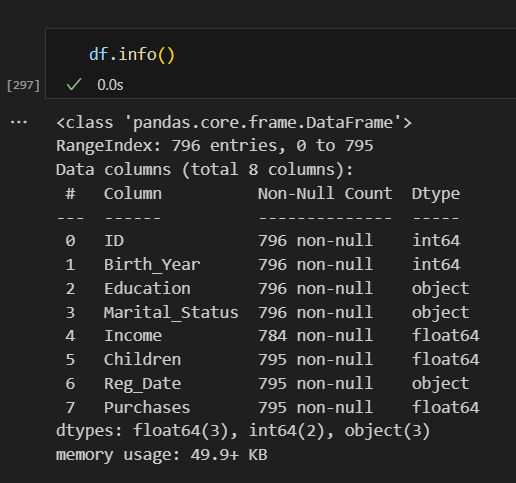 df.info()
[297] ✓ 0.0s
... <class 'pandas.core.frame.DataFrame'>
RangeIndex: 796 entries, 0 to 795
Data columns (total 8 columns):
 #   Column          Non-Null Count  Dtype
---  ------          --------------  -----
 0   ID              796 non-null    int64
 1   Birth_Year      796 non-null    int64
 2   Education       796 non-null    object
 3   Marital_Status  796 non-null    object
 4   Income          784 non-null    float64
 5   Children        795 non-null    float64
 6   Reg_Date        795 non-null    object
 7   Purchases       795 non-null    float64
dtypes: float64(3), int64(2), object(3)
memory usage: 49.9+ KB